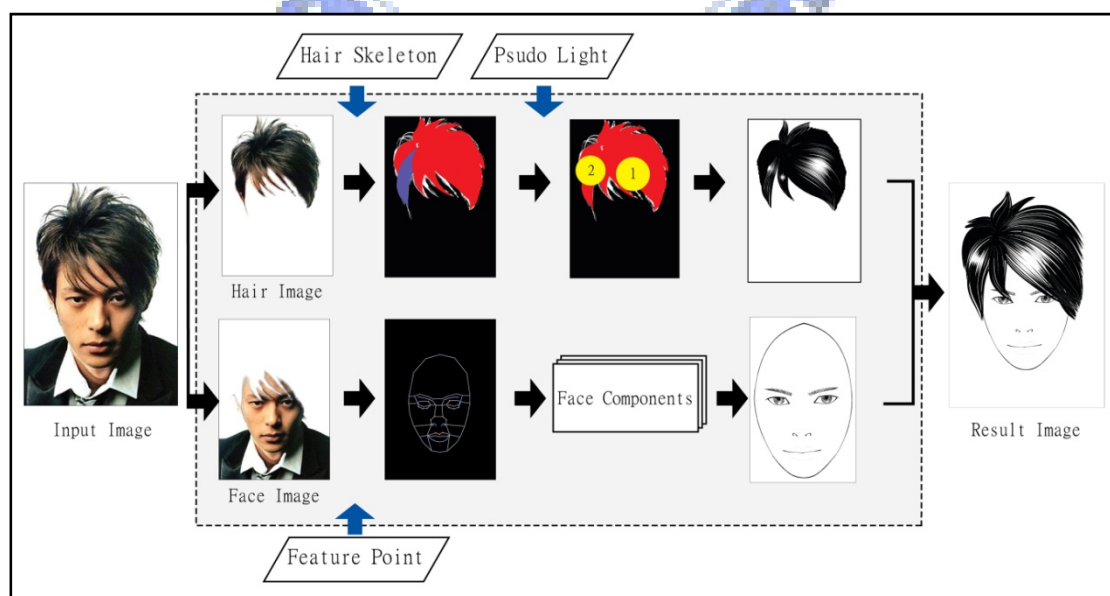 Hair Skeleton
Psudo Light
2
1
Hair Image
Input Image
Face Components
Face Image
Result Image
Feature Point